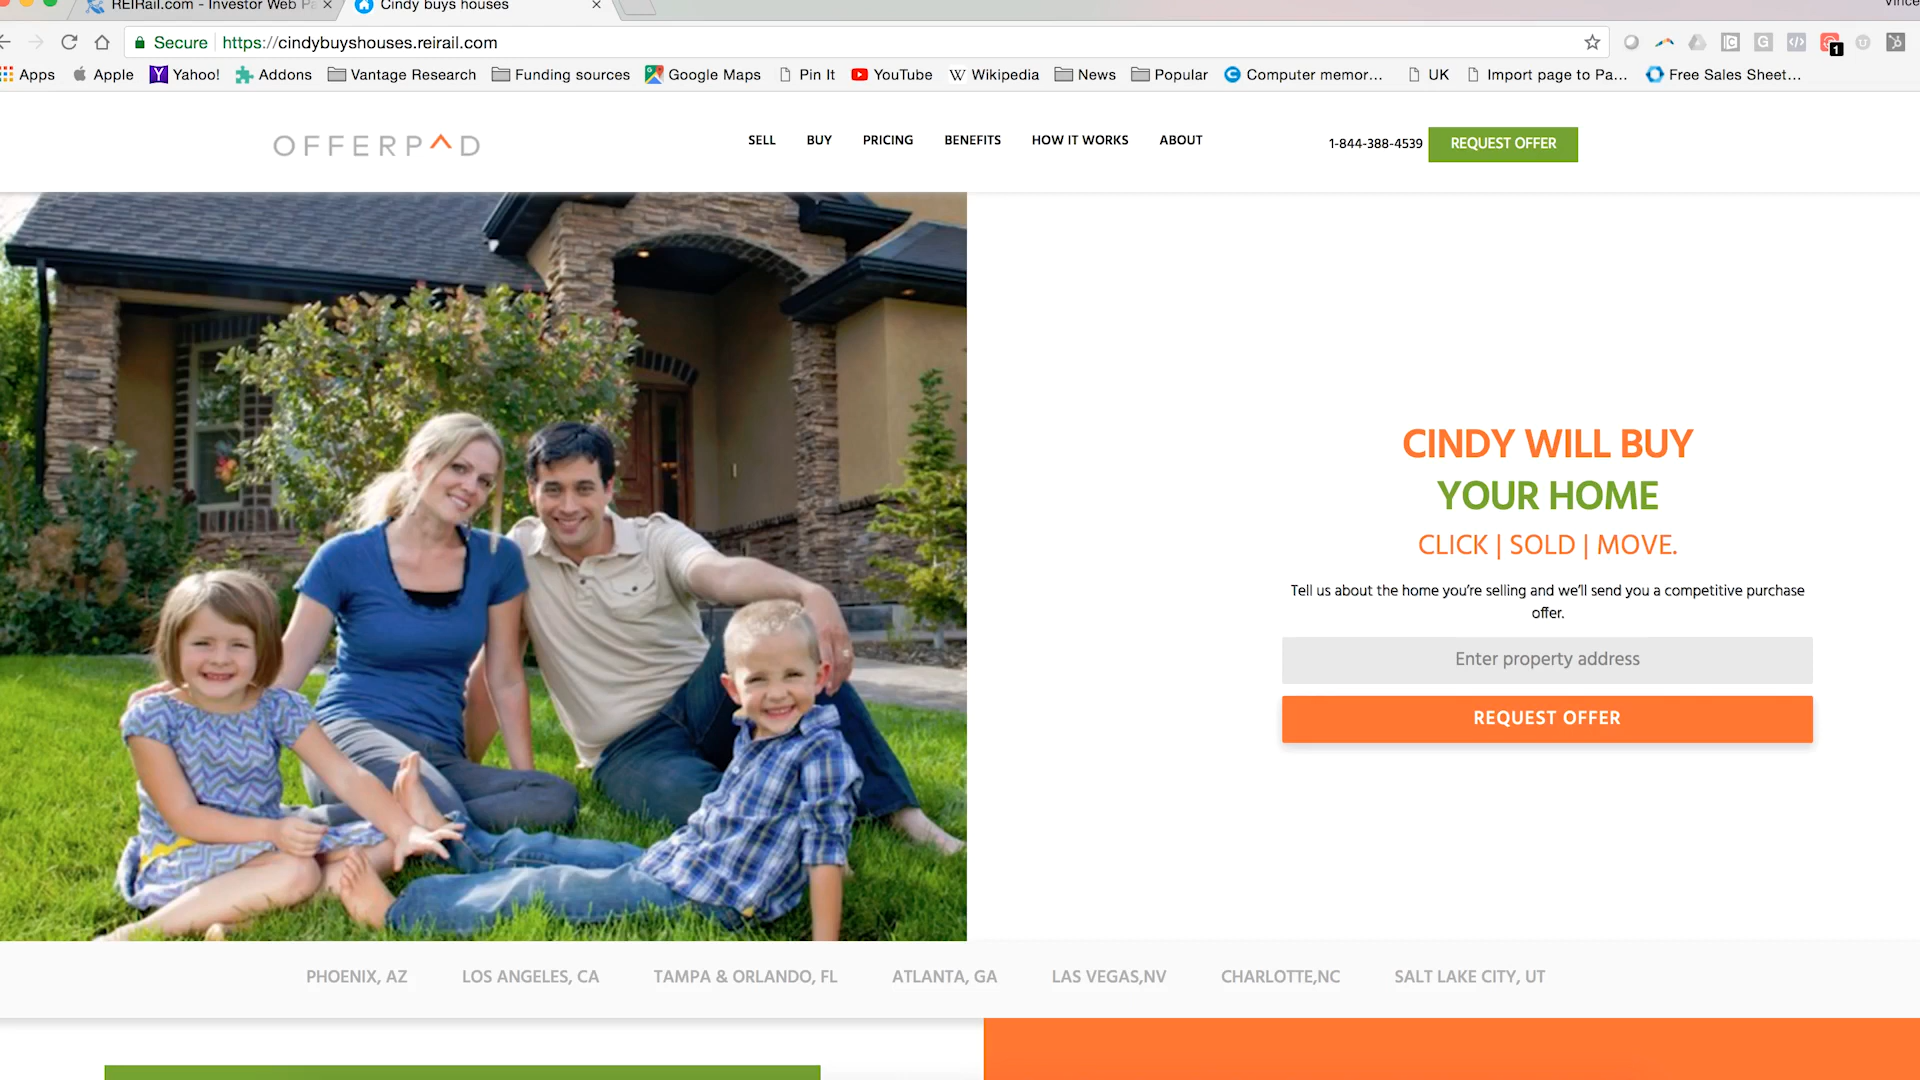 REIRail.com - Investor Web
Cindy buys houses
Secure https://cindybuyshouses.reirail.com
Apps Apple Yahoo! Addons Vantage Research Funding sources Google Maps Pin It YouTube Wikipedia News Popular Computer memor... UK Import page to Pa... Free Sales Sheet...
OFFERPAD
SELL BUY PRICING BENEFITS HOW IT WORKS ABOUT
1-844-388-4539 REQUEST OFFER
CINDY WILL BUY
YOUR HOME
CLICK | SOLD | MOVE.
Tell us about the home you're selling and we'll send you a competitive purchase
offer.
Enter property address
REQUEST OFFER
PHOENIX, AZ LOS ANGELES, CA TAMPA & ORLANDO, FL ATLANTA, GA LAS VEGAS,NV CHARLOTTE,NC SALT LAKE CITY, UT